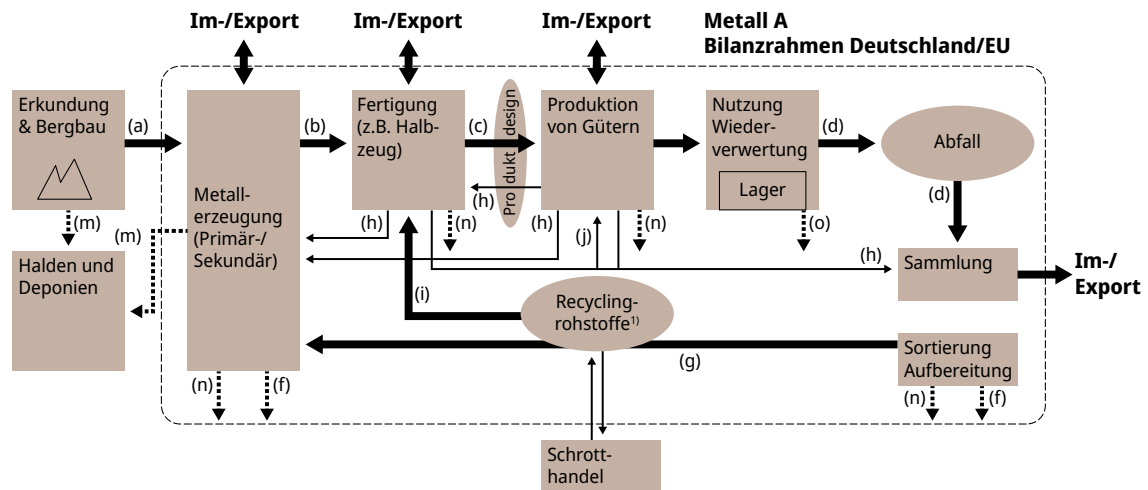 Im-/Export
Im-/Export
Im-/Export
Metall A
Bilanzrahmen Deutschland/EU
Erkundung
& Bergbau
(a)
Metall-
erzeugung
(Primär-/
Sekundär)
(b)
Fertigung
(z.B. Halb-
zeug)
(c)
Produktdesign
Produktion
von Gütern
Nutzung
Wieder-
verwertung
Lager
(d)
Abfall
(d)
(m)
(m)
(h)
(n)
(h)
(h)
(j)
(n)
(o)
(h)
Halden und
Deponien
Sammlung
Im-/
Export
(i)
Recycling-
rohstoffe¹⁾
(g)
Sortierung
Aufbereitung
(n)
(f)
(n)
(f)
Schrott-
handel